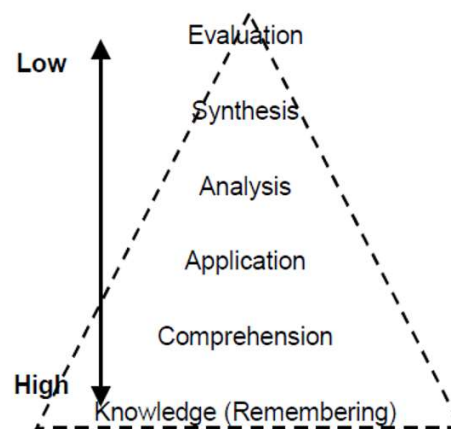 Evaluation
Low
Synthesis
Analysis
Application
Comprehension
High
Knowledge (Remembering)